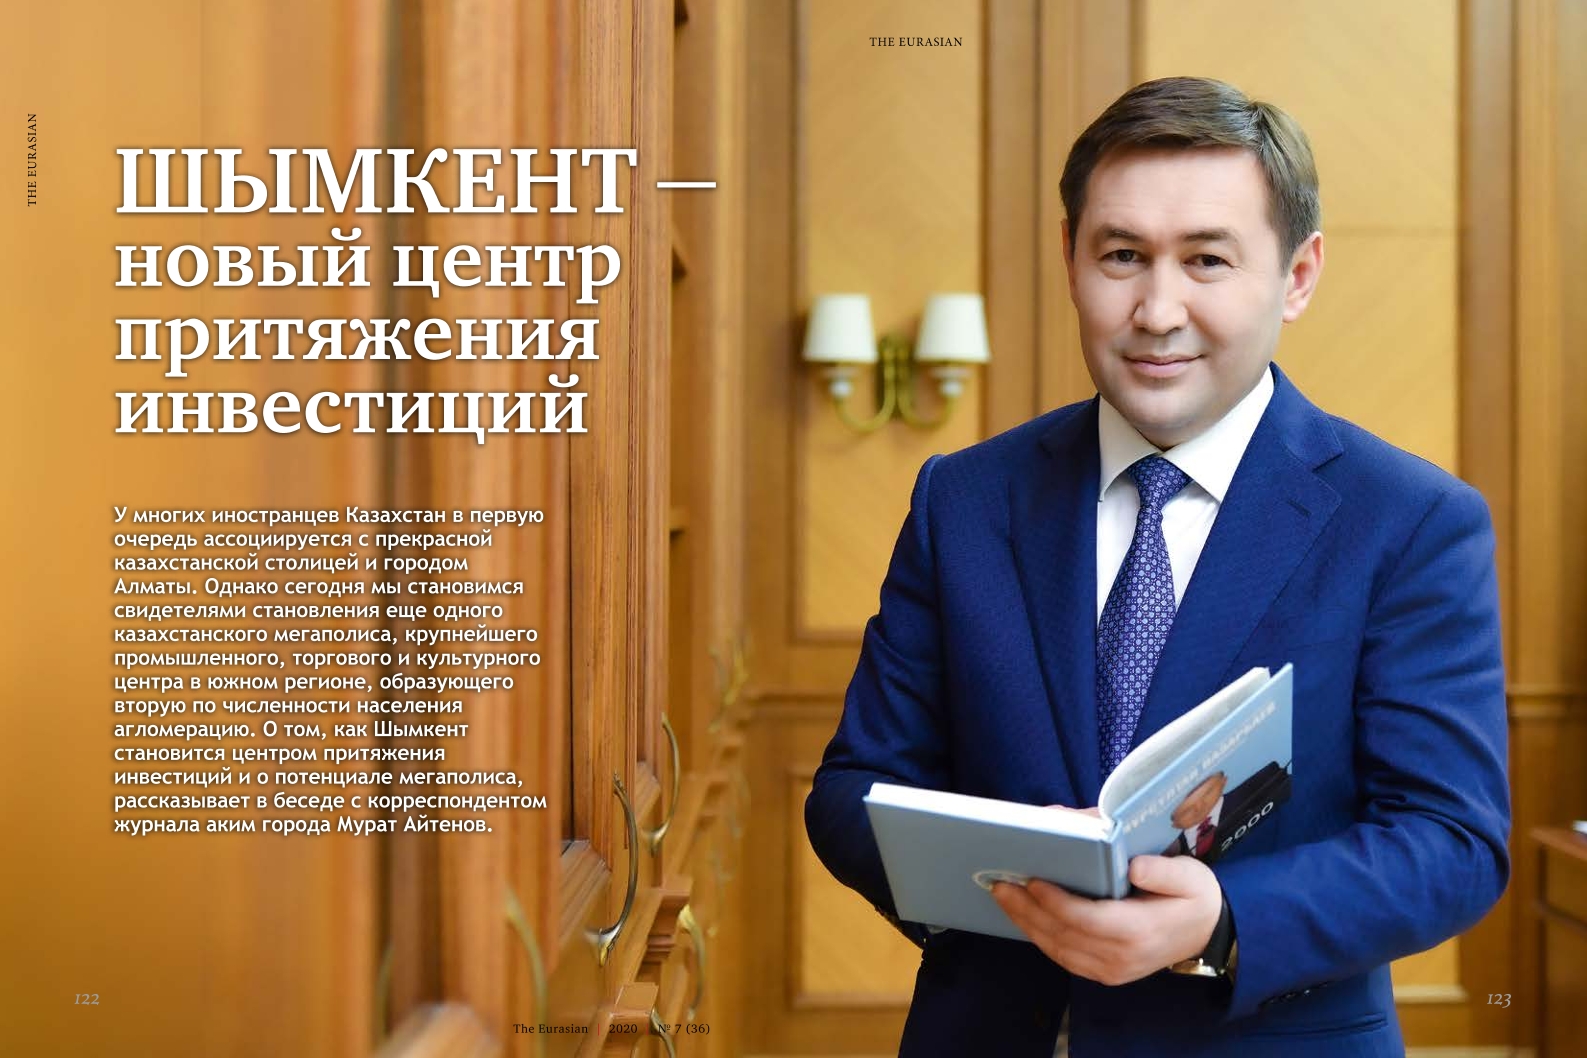 THE EURASIAN
THE EURASIAN
ШЫМКЕНТ —
новый центр
притяжения
инвестиций
У многих иностранцев Казахстан в первую
очередь ассоциируется с прекрасной
казахстанской столицей и городом
Алматы. Однако сегодня мы становимся
свидетелями становления еще одного
казахстанского мегаполиса, крупнейшего
промышленного, торгового и культурного
центра в южном регионе, образующего
вторую по численности населения
агломерацию. О том, как Шымкент
становится центром притяжения
инвестиций и о потенциале мегаполиса,
рассказывает в беседе с корреспондентом
журнала аким города Мурат Айтенов.
НУРСУЛТАН НАЗАРБАЕВ
2000
122
The Eurasian | 2020 | № 7 (36)
123